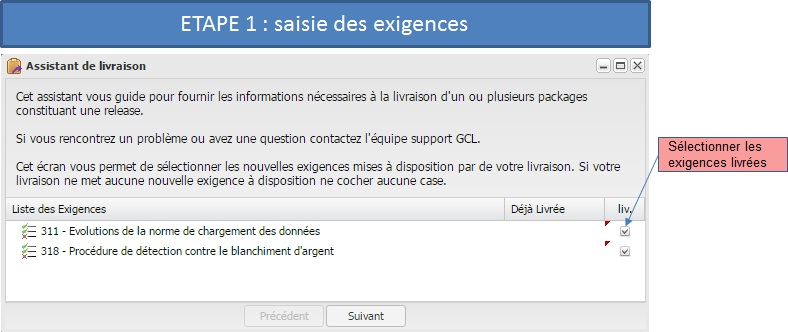 ETAPE 1 : saisie des exigences
Assistant de livraison
Cet assistant vous guide pour fournir les informations nécessaires à la livraison d'un ou plusieurs packages
constituant une release.
Si vous rencontrez un problème ou avez une question contactez l'équipe support GCL.
Cet écran vous permet de sélectionner les nouvelles exigences mises à disposition par de votre livraison. Si votre
livraison ne met aucune nouvelle exigence à disposition ne cocher aucune case.
Sélectionner les
exigences livrées
Liste des Exigences Déjà Livrée liv.
311 - Evolutions de la norme de chargement des données
318 - Procédure de détection contre le blanchiment d'argent
Précédent Suivant